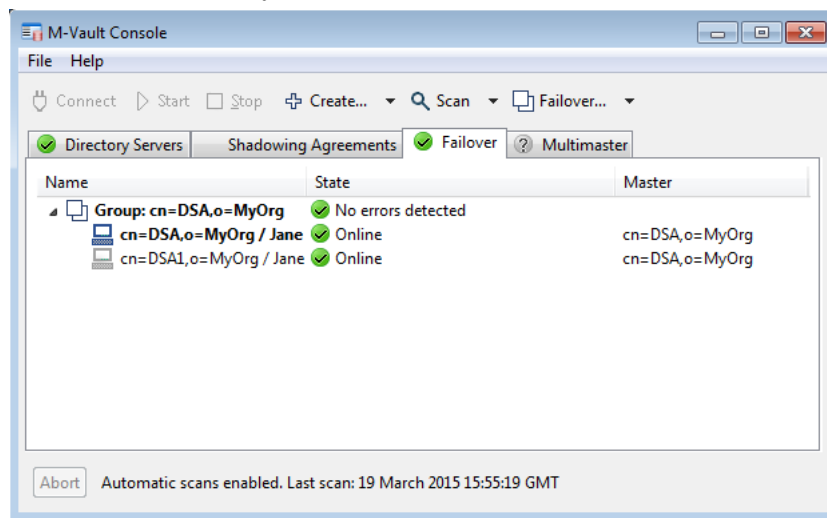 M-Vault Console
File Help
Connect Start Stop Create... Scan Failover...
Directory Servers Shadowing Agreements Failover Multimaster
Name State Master
Group: cn=DSA,o=MyOrg No errors detected
cn=DSA,o=MyOrg / Jane Online cn=DSA,o=MyOrg
cn=DSA1,o=MyOrg / Jane Online cn=DSA,o=MyOrg
Abort Automatic scans enabled. Last scan: 19 March 2015 15:55:19 GMT